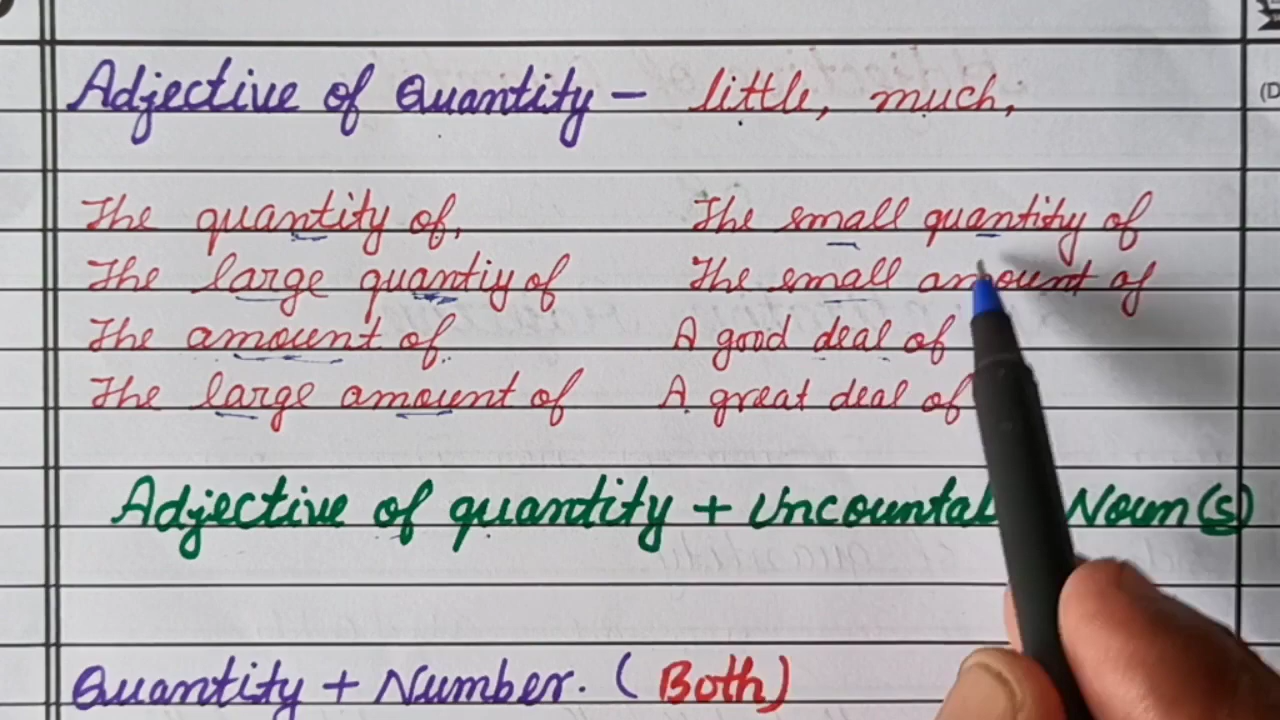 Adjective of Quantity - little, much,
The quantity of, The small quantity of
The large quantiy of The small amount of
The amount of. A good deal of
The large amount of A great deal of
Adjective of quantity + Uncountab Noun(s)
Quantity + Number. (Both)
(D